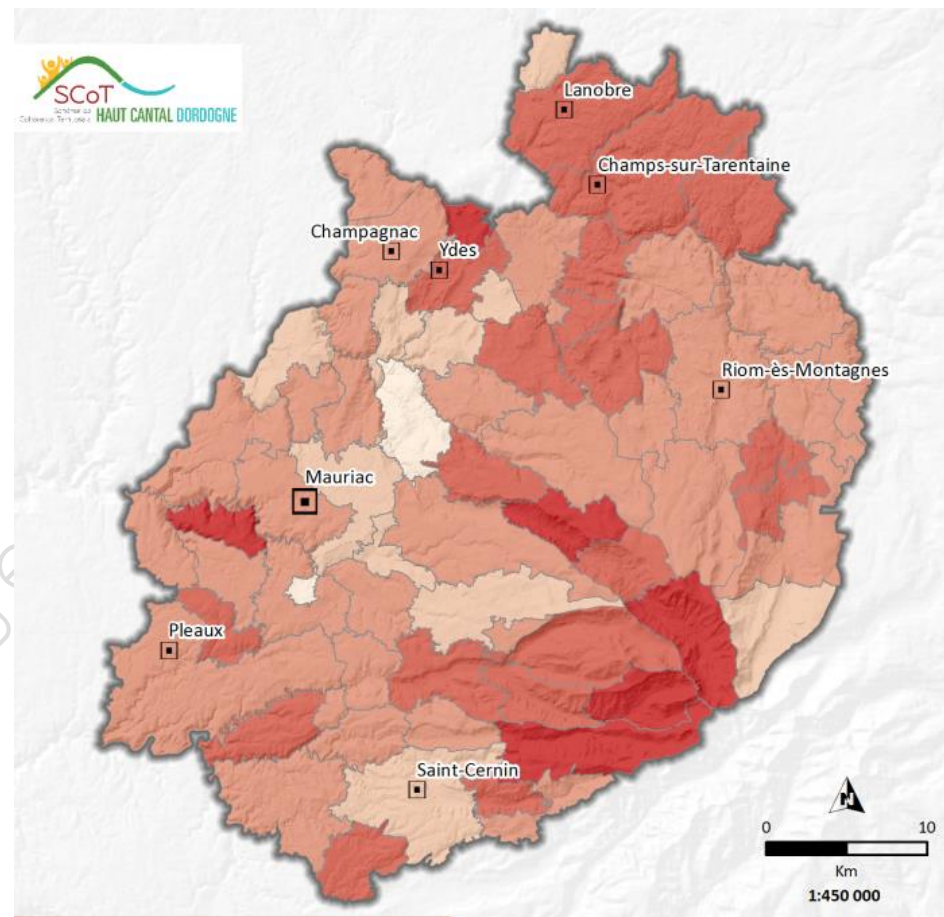 SCoT
HAUT CANTAL DORDOGNE
Lanobre
Champs-sur-Tarentaine
Champagnac
Ydes
Riom-ès-Montagnes
Mauriac
Pleaux
Saint-Cernin
N
0 10
Km
1:450 000